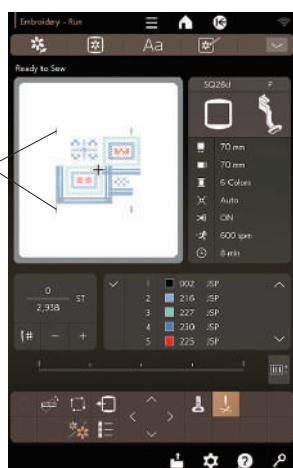 Embroidery - Run
Aa
Ready to Sew
SQ28d P
70 mm
70 mm
6 Colors
Auto
ON
600 spm
8 min
0
2,938
ST
1 002 JSP
2 216 JSP
3 227 JSP
4 230 JSP
5 225 JSP
# - +
?